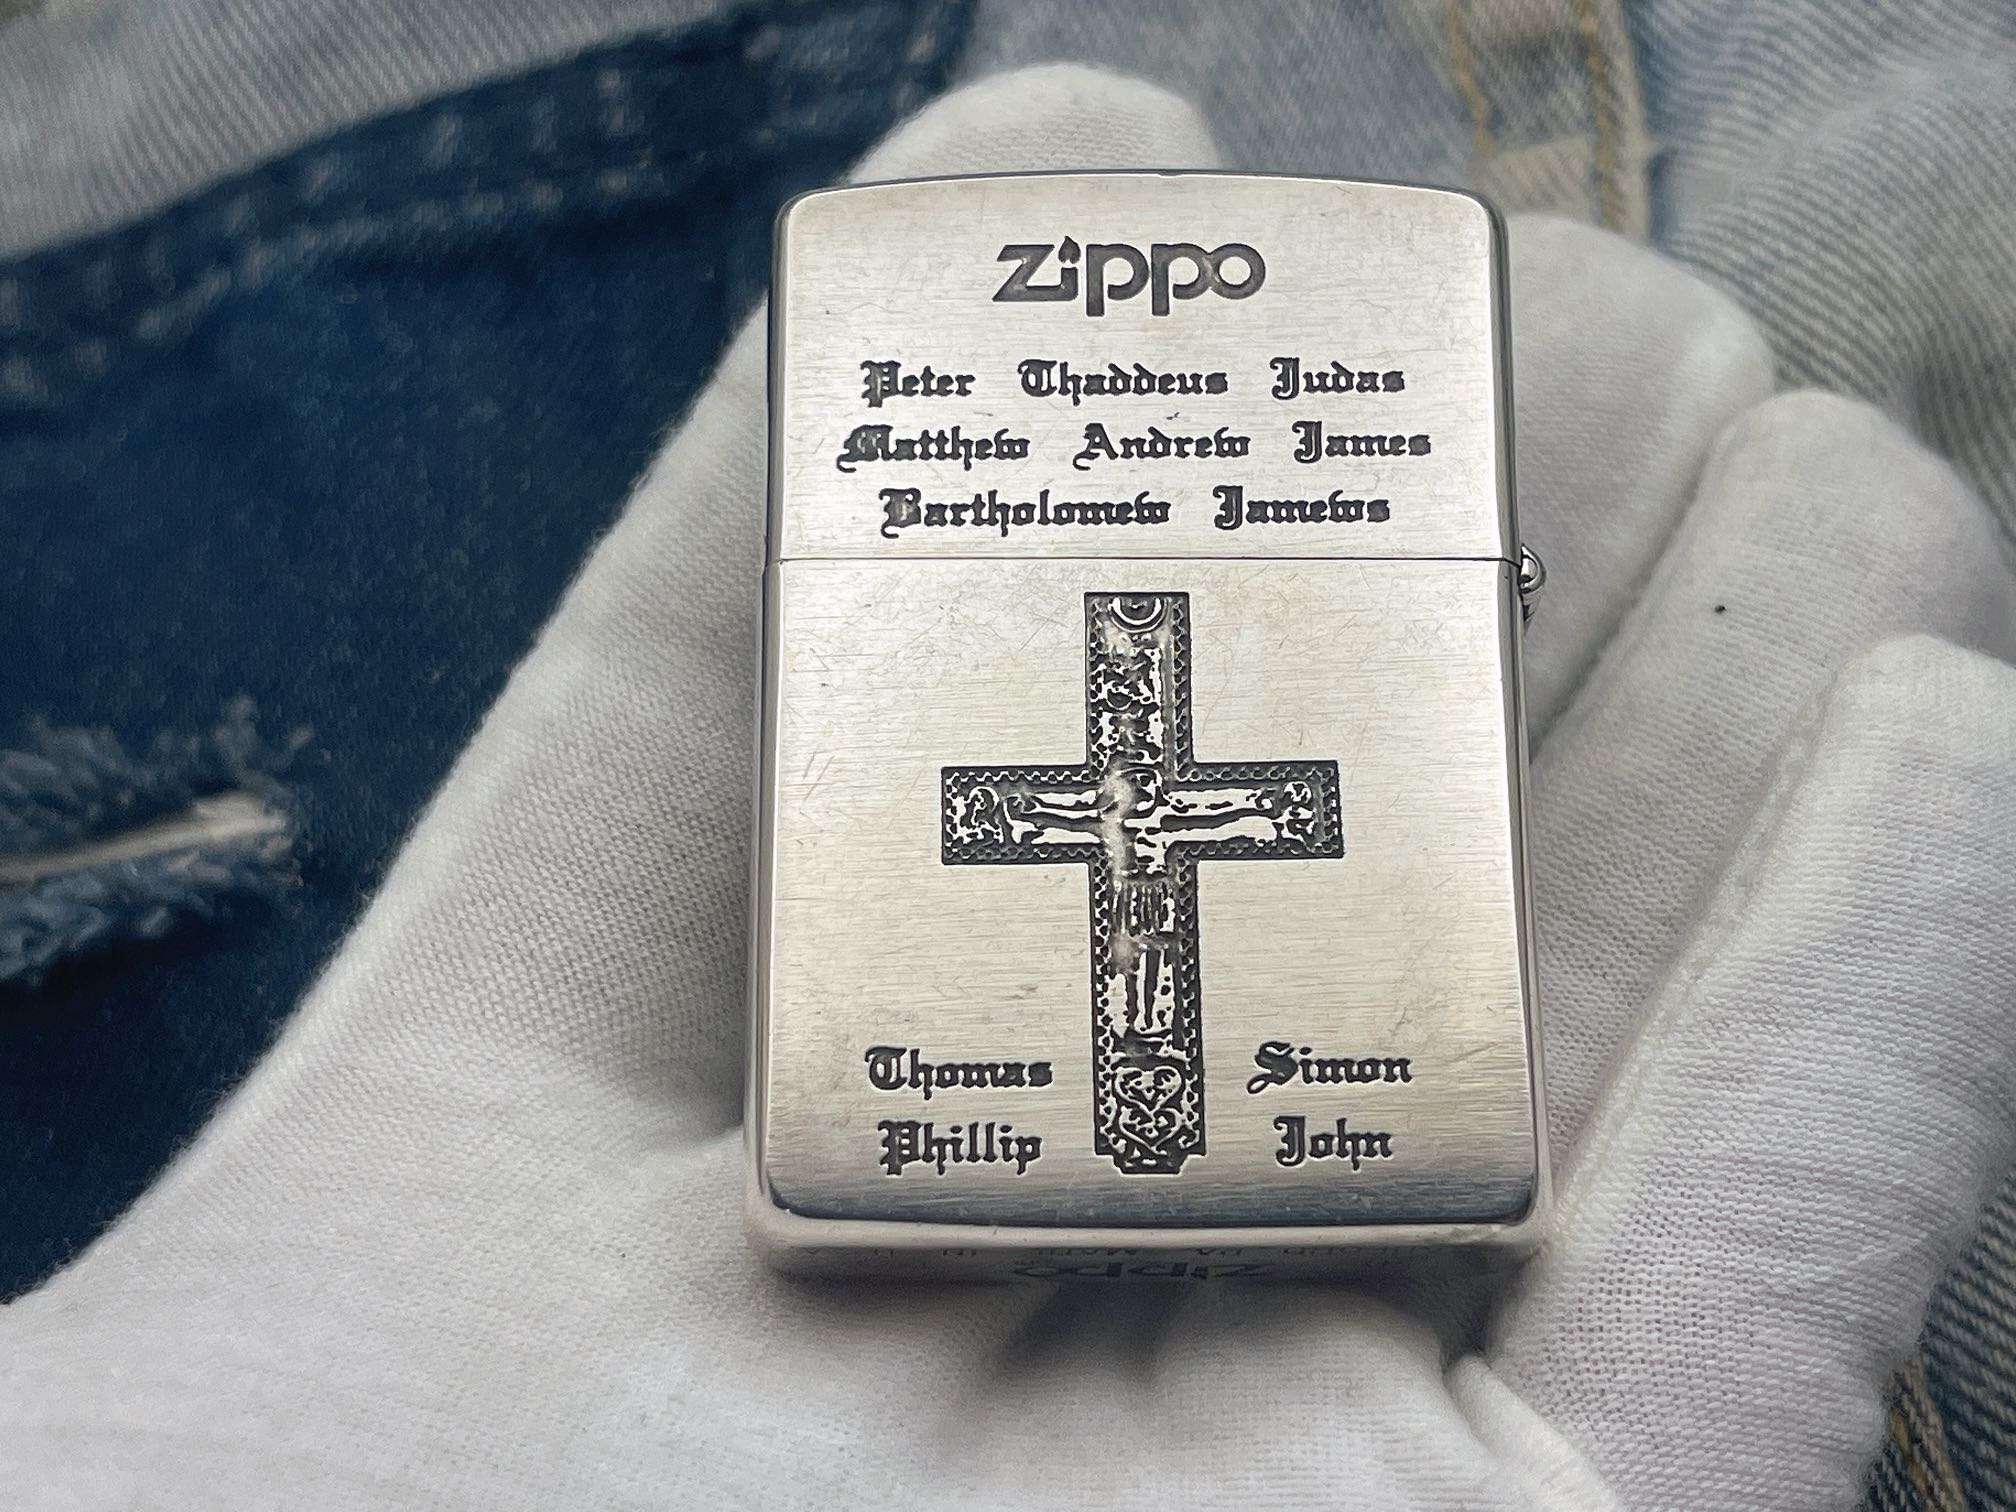 zippo
Peter Thaddeus Judas
Matthew Andrew James
Bartholomew Jamews
Thomas Simon
Phillip John